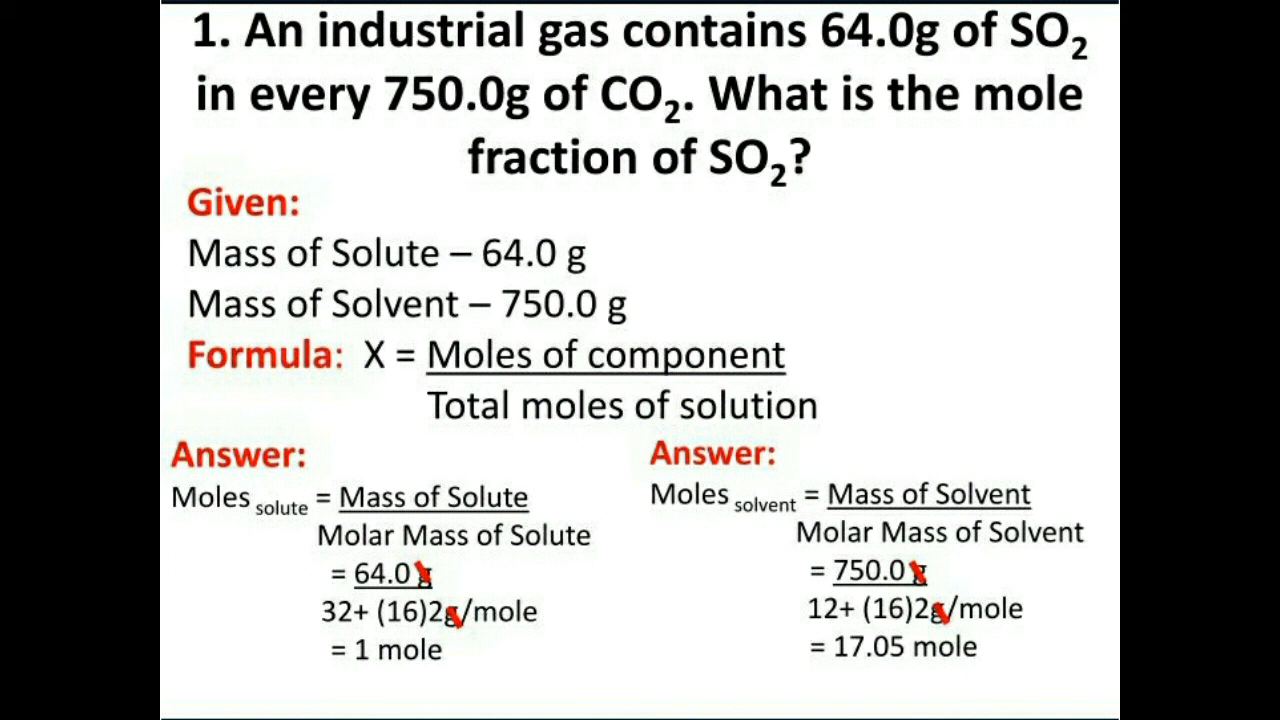 1. An industrial gas contains 64.0g of SO₂
in every 750.0g of CO₂. What is the mole
fraction of SO₂?
Given:
Mass of Solute – 64.0 g
Mass of Solvent – 750.0 g
Formula: X = Moles of component
Total moles of solution
Answer:
Moles solute = Mass of Solute
Molar Mass of Solute
= 64.0 g
32+ (16)2g/mole
= 1 mole
Answer:
Moles solvent = Mass of Solvent
Molar Mass of Solvent
= 750.0 g
12+ (16)2g/mole
= 17.05 mole